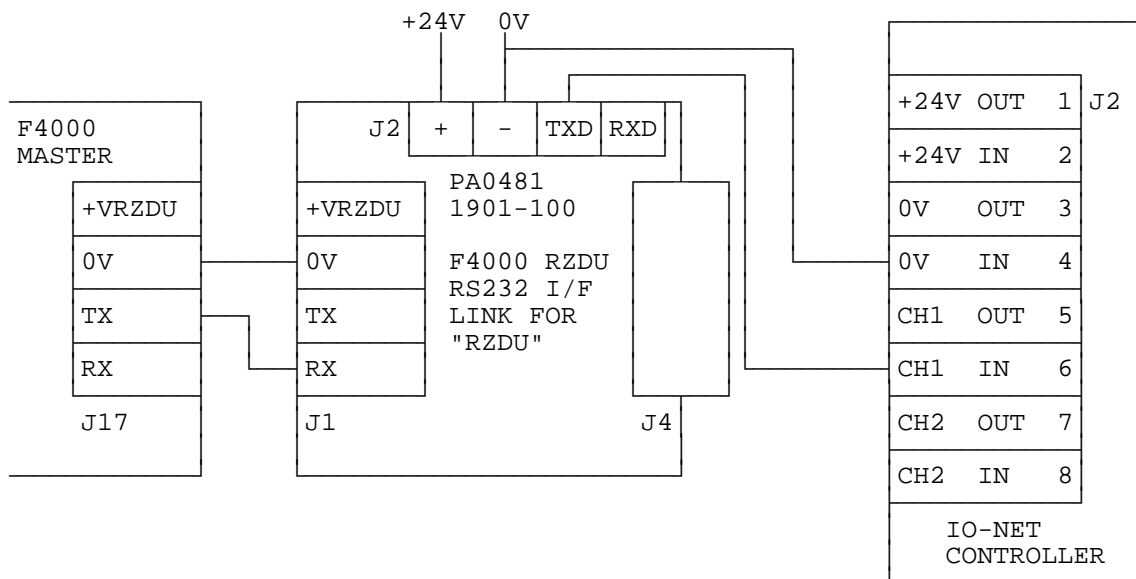 +24V 0V
F4000
MASTER
+VRZDU
0V
TX
RX
J17
J2 + - TXD RXD
PA0481
1901-100
+VRZDU
0V
TX
RX
J1
F4000 RZDU
RS232 I/F
LINK FOR
"RZDU"
J4
+24V OUT 1 J2
+24V IN 2
0V OUT 3
0V IN 4
CH1 OUT 5
CH1 IN 6
CH2 OUT 7
CH2 IN 8
IO-NET
CONTROLLER